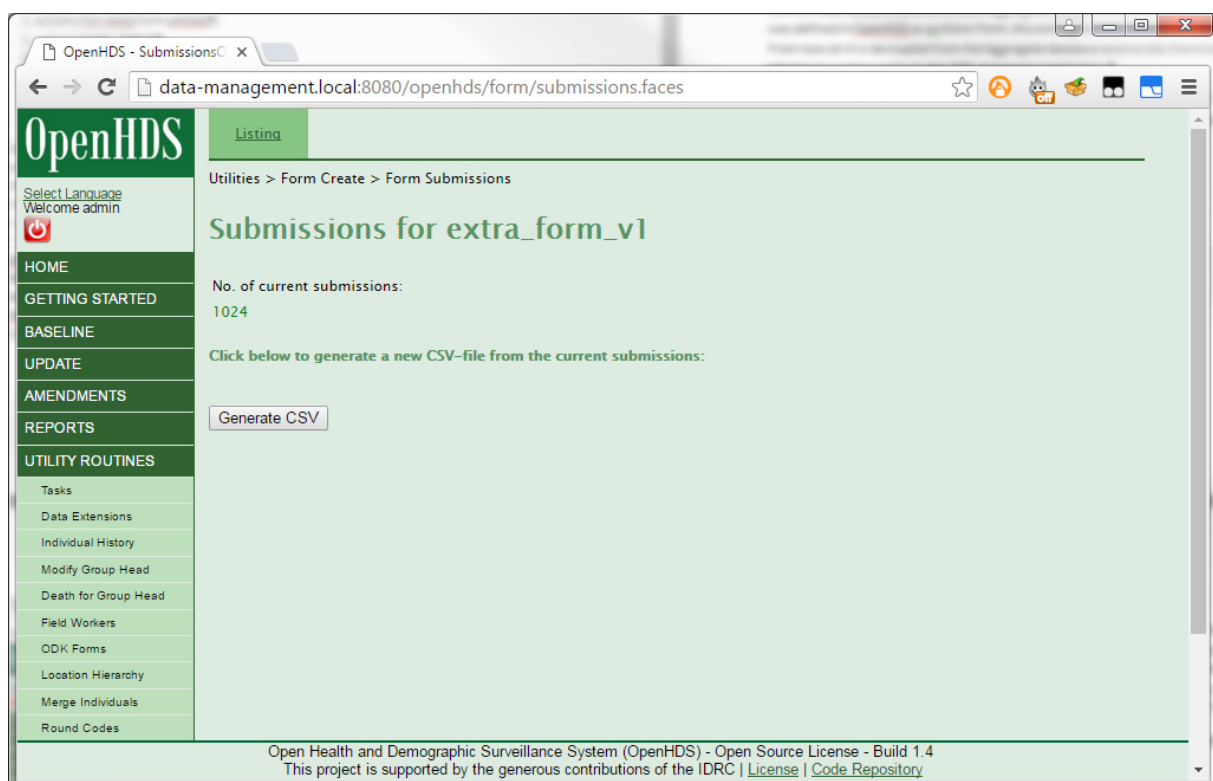 OpenHDS - Submissions
data-management.local:8080/openhds/form/submissions.faces
off
OpenHDS
Listing
Select Language
Welcome admin
Utilities > Form Create > Form Submissions
Submissions for extra_form_v1
HOME
GETTING STARTED
BASELINE
UPDATE
AMENDMENTS
REPORTS
UTILITY ROUTINES
Tasks
Data Extensions
Individual History
Modify Group Head
Death for Group Head
Field Workers
ODK Forms
Location Hierarchy
Merge Individuals
Round Codes
No. of current submissions:
1024
Click below to generate a new CSV-file from the current submissions:
Generate CSV
Open Health and Demographic Surveillance System (OpenHDS) - Open Source License - Build 1.4
This project is supported by the generous contributions of the IDRC | License | Code Repository